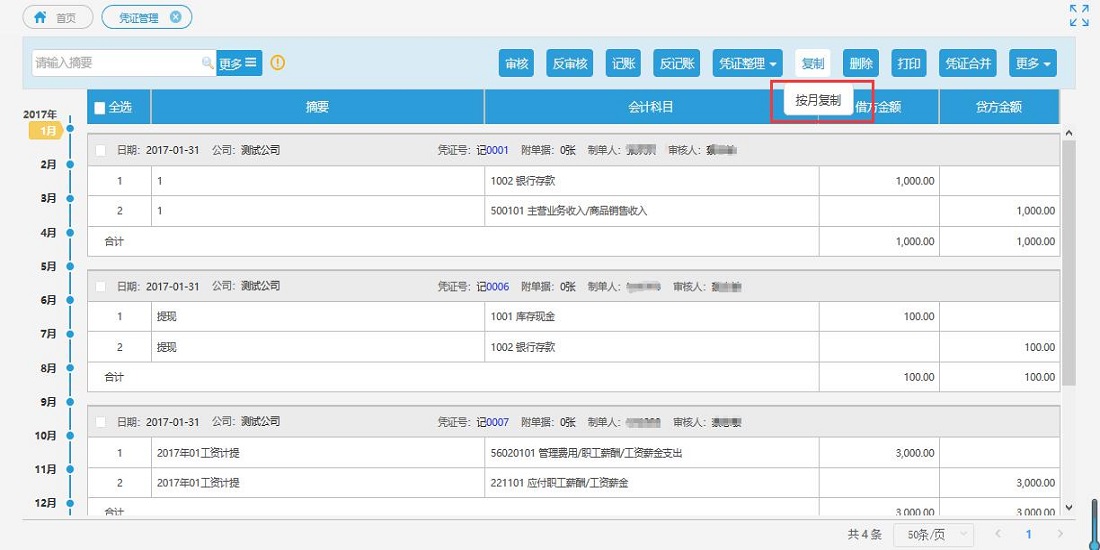 首页 凭证管理
请输入摘要 更多 审核 反审核 记账 反记账 凭证整理 复制 删除 打印 凭证合并 更多
按月复制
全选 摘要 会计科目 借方金额 贷方金额
2017年
1月
2月
3月
4月
5月
6月
7月
8月
9月
10月
11月
12月
日期: 2017-01-31 公司: 测试公司 凭证号: 记0001 附单据: 0张 制单人: 审核人:
1 1 1002 银行存款 1,000.00
2 1 500101 主营业务收入/商品销售收入 1,000.00
合计 1,000.00 1,000.00
日期: 2017-01-31 公司: 测试公司 凭证号: 记0006 附单据: 0张 制单人: 审核人:
1 提现 1001 库存现金 100.00
2 提现 1002 银行存款 100.00
合计 100.00 100.00
日期: 2017-01-31 公司: 测试公司 凭证号: 记0007 附单据: 0张 制单人: 审核人:
1 2017年01工资计提 56020101 管理费用/职工薪酬/工资薪金支出 3,000.00
2 2017年01工资计提 221101 应付职工薪酬/工资薪金 3,000.00
合计 3,000.00 3,000.00
共 4 条 50条/页 1